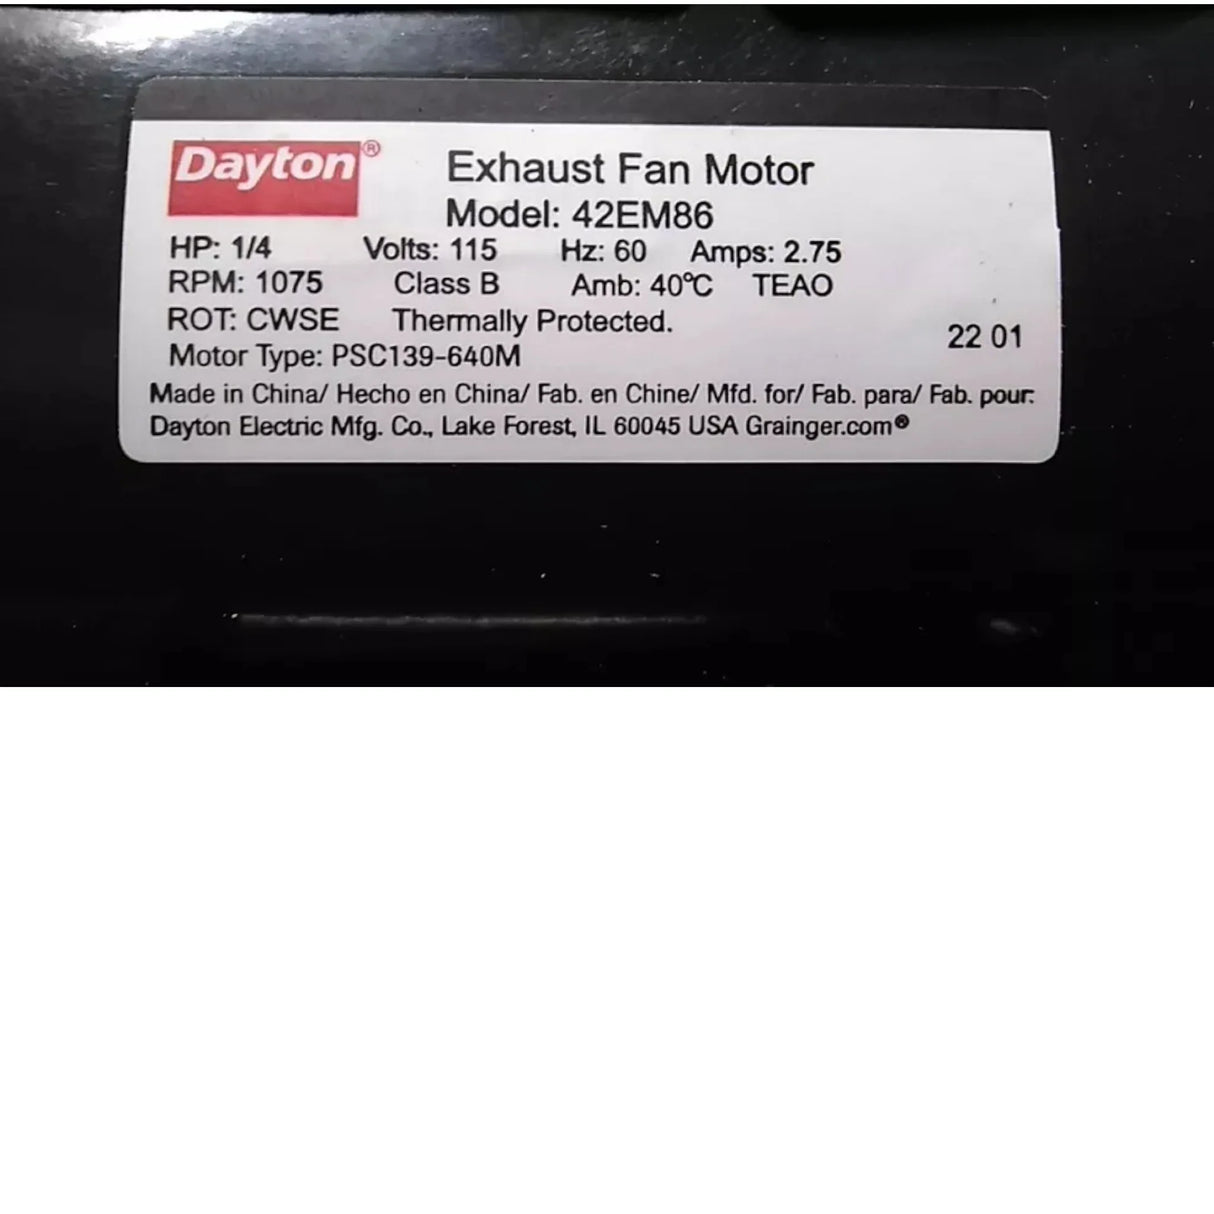 Dayton®
Exhaust Fan Motor
Model: 42EM86
HP: 1/4 Volts: 115 Hz: 60 Amps: 2.75
RPM: 1075 Class B Amb: 40℃ TEAO
ROT: CWSE Thermally Protected.
22 01
Motor Type: PSC139-640M
Made in China/ Hecho en China/ Fab. en Chine/ Mfd. for/ Fab. para/ Fab. pour:
Dayton Electric Mfg. Co., Lake Forest, IL 60045 USA Grainger.com®